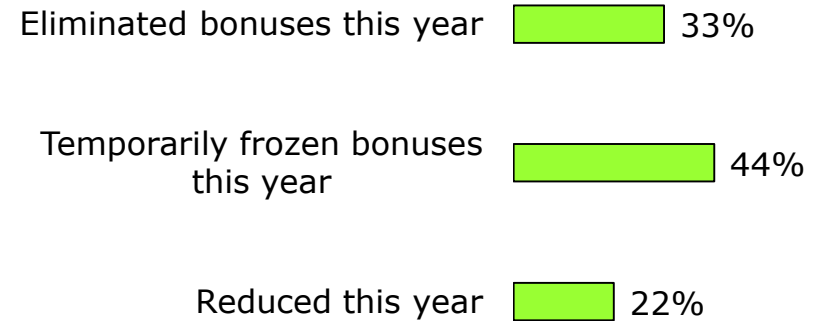 Eliminated bonuses this year 33%
Temporarily frozen bonuses
this year
44%
Reduced this year 22%